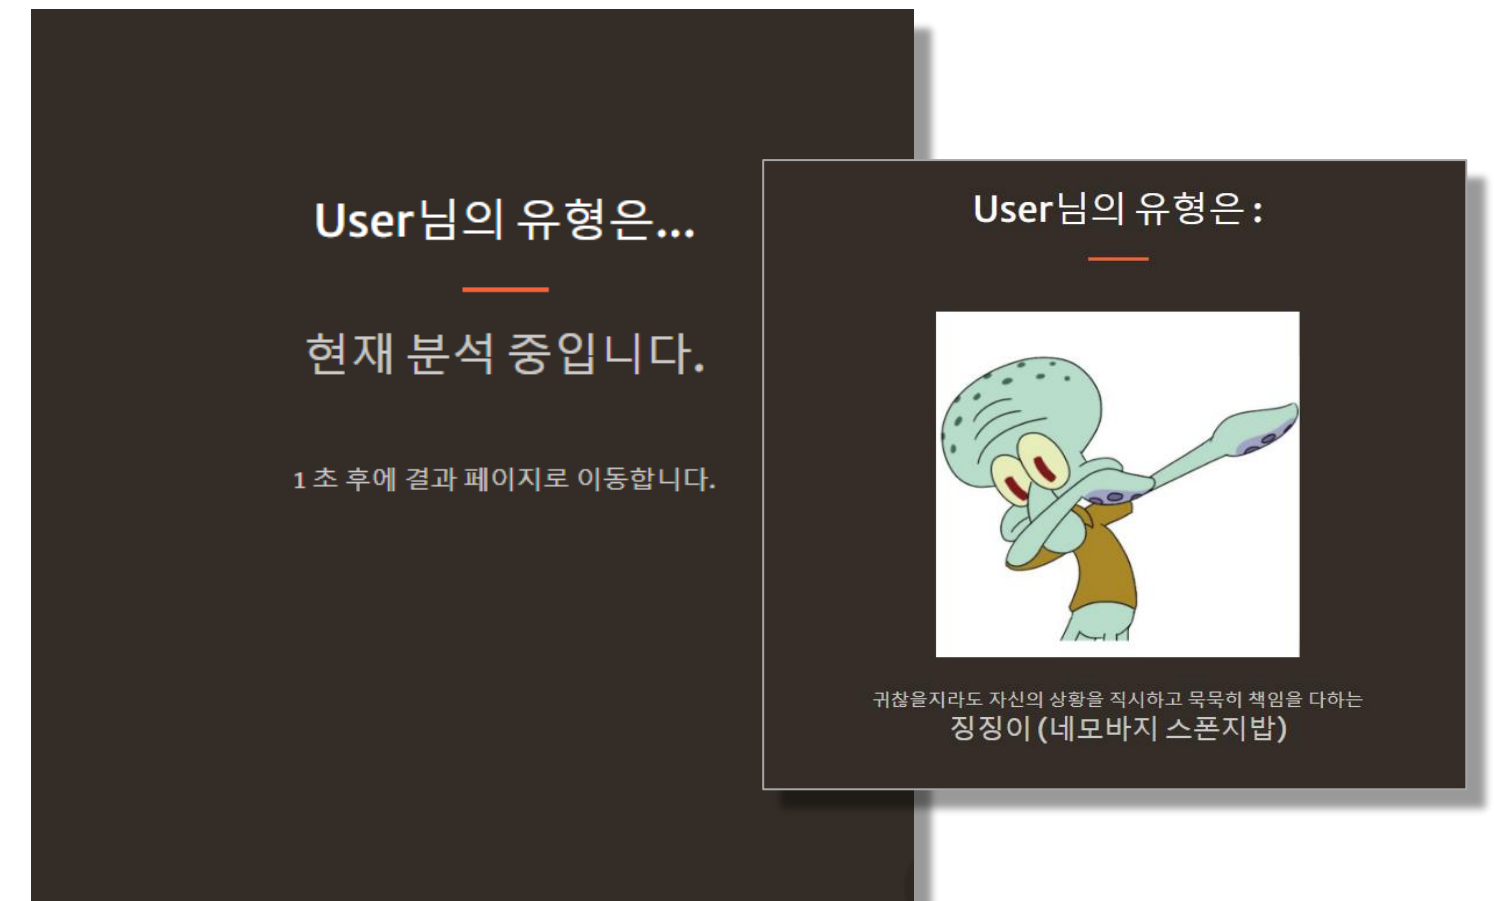 User님의 유형은...
현재 분석 중입니다.
1 초 후에 결과 페이지로 이동합니다.
User님의 유형은 :
귀찮을지라도 자신의 상황을 직시하고 묵묵히 책임을 다하는
징징이 (네모바지 스폰지밥)